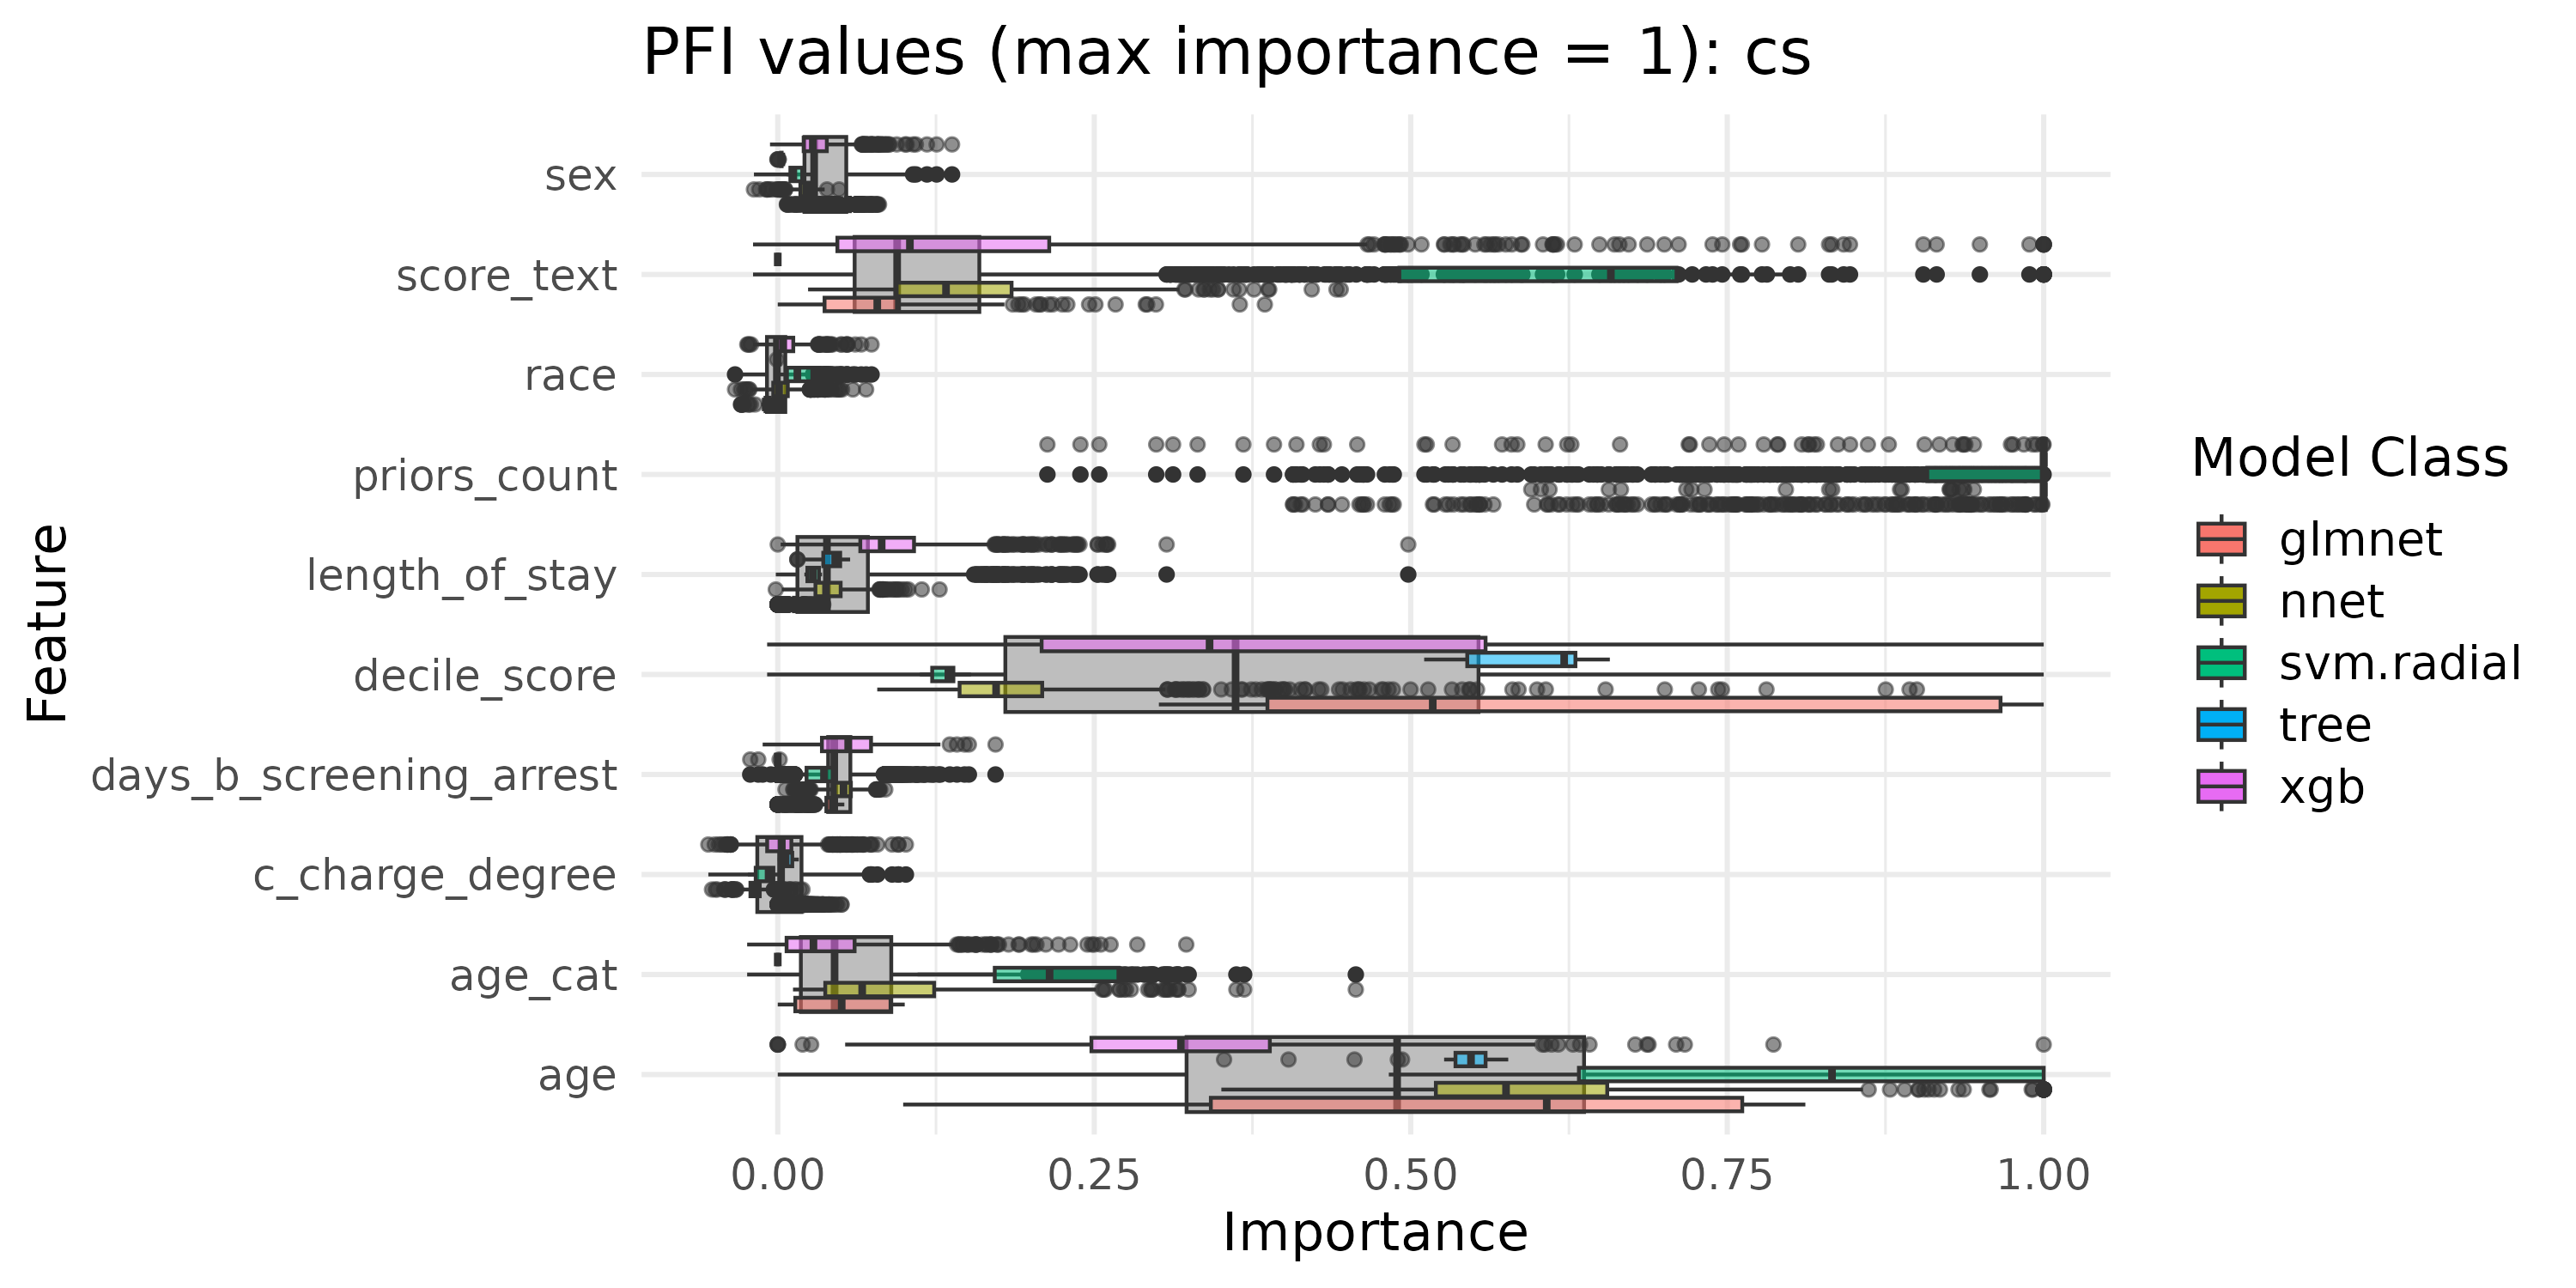 PFI values (max importance = 1): cs
Feature
sex
score_text
race
priors_count
length_of_stay
decile_score
days_b_screening_arrest
c_charge_degree
age_cat
age
0.00 0.25 0.50 0.75 1.00
Importance
Model Class
glmnet
nnet
svm.radial
tree
xgb